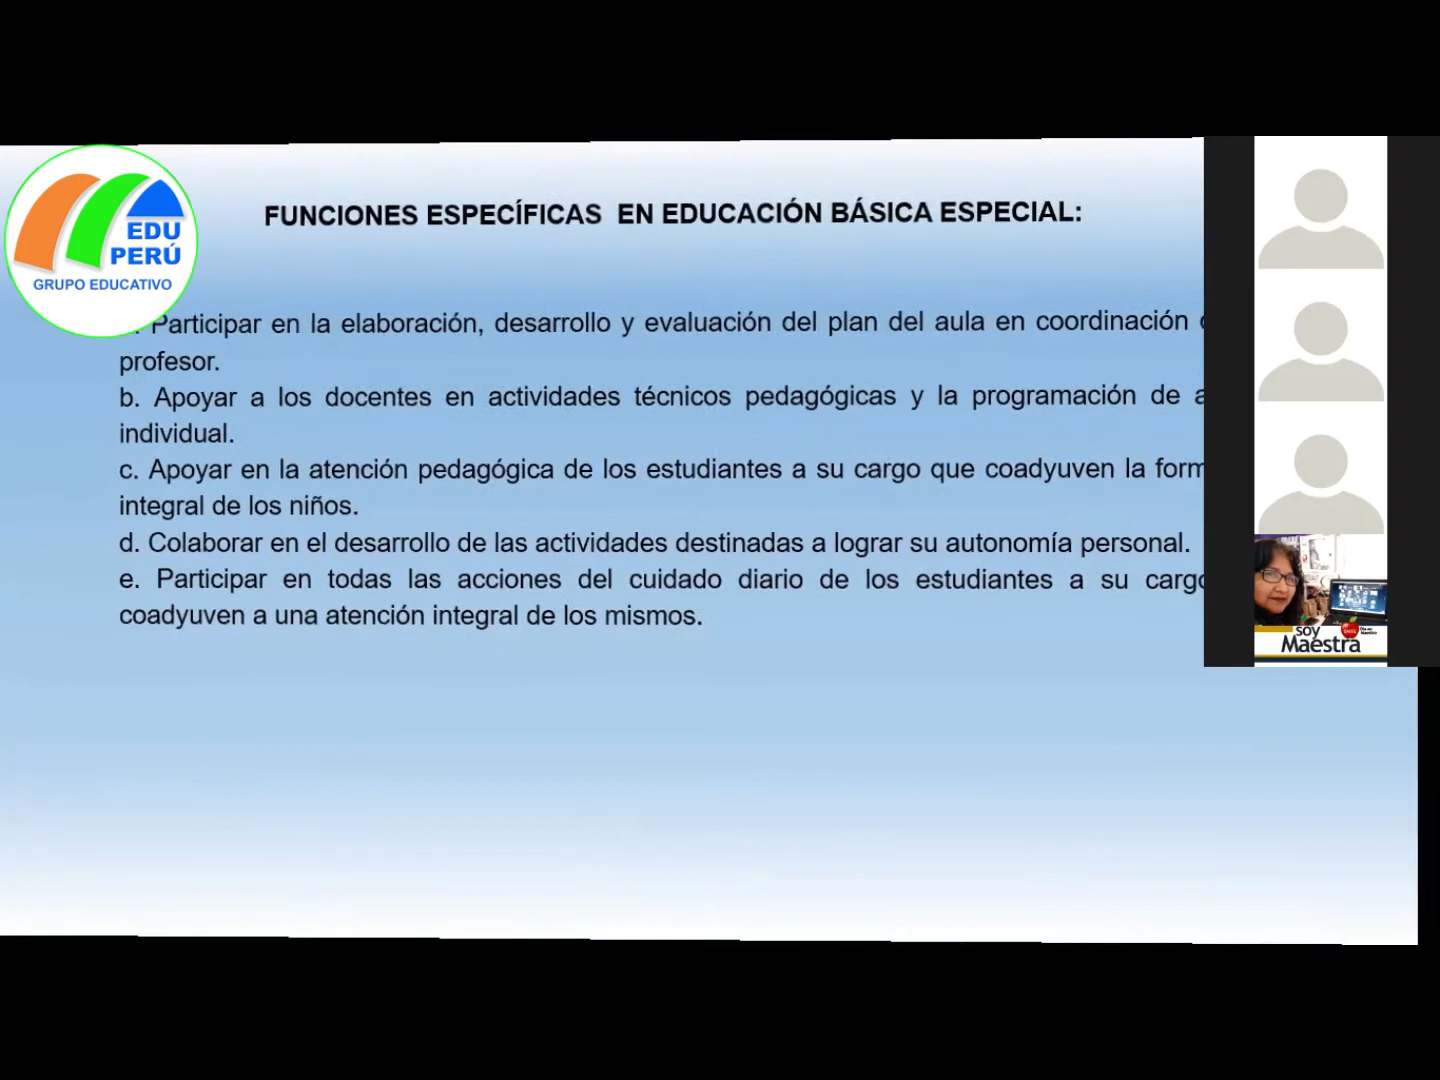 EDU
PERÚ
GRUPO EDUCATIVO
FUNCIONES ESPECÍFICAS EN EDUCACIÓN BÁSICA ESPECIAL:
Participar en la elaboración, desarrollo y evaluación del plan del aula en coordinación
profesor.
b. Apoyar a los docentes en actividades técnicos pedagógicas y la programación de
individual.
c. Apoyar en la atención pedagógica de los estudiantes a su cargo que coadyuven la form
integral de los niños.
d. Colaborar en el desarrollo de las actividades destinadas a lograr su autonomía personal.
e. Participar en todas las acciones del cuidado diario de los estudiantes a su cargo
coadyuven a una atención integral de los mismos.
soy
Maestra